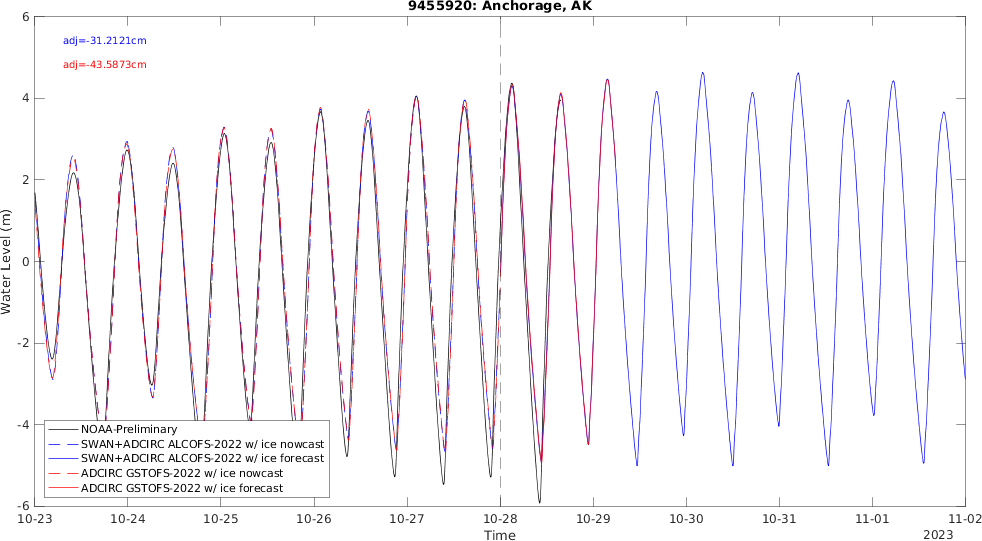 9455920: Anchorage, AK
adj=-31.2121cm
adj=-43.5873cm
6
4
2
0
-2
-4
-6
Water Level (m)
NOAA-Preliminary
SWAN+ADCIRC ALCOFS-2022 w/ ice nowcast
SWAN+ADCIRC ALCOFS-2022 w/ ice forecast
ADCIRC GSTOFS-2022 w/ ice nowcast
ADCIRC GSTOFS-2022 w/ ice forecast
10-23 10-24 10-25 10-26 10-27 10-28 10-29 10-30 10-31 11-01 11-02
Time
2023